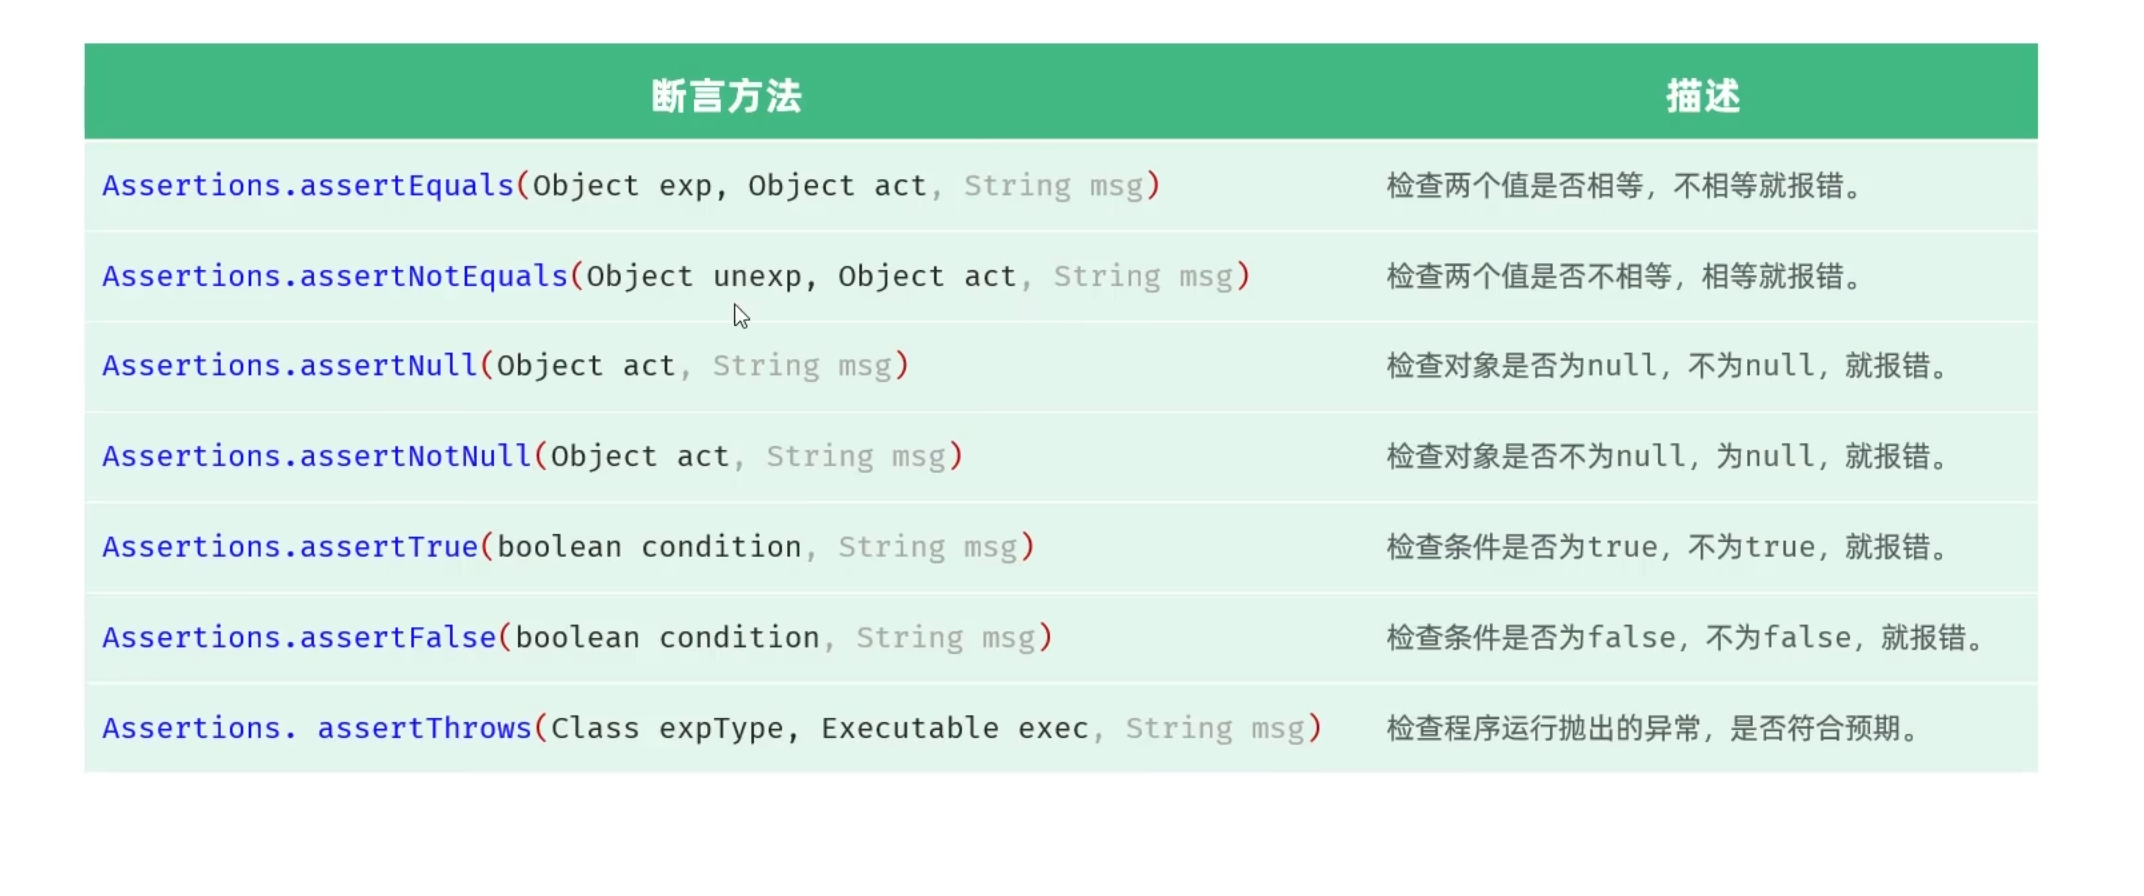 断言方法 描述
Assertions.assertEquals(Object exp, Object act, String msg) 检查两个值是否相等，不相等就报错。
Assertions.assertNotEquals(Object unexp, Object act, String msg) 检查两个值是否不相等，相等就报错。
Assertions.assertNull(Object act, String msg) 检查对象是否为null，不为null，就报错。
Assertions.assertNotNull(Object act, String msg) 检查对象是否不为null，为null，就报错。
Assertions.assertTrue(boolean condition, String msg) 检查条件是否为true，不为true，就报错。
Assertions.assertFalse(boolean condition, String msg) 检查条件是否为false，不为false，就报错。
Assertions. assertThrows(Class expType, Executable exec, String msg) 检查程序运行抛出的异常，是否符合预期。